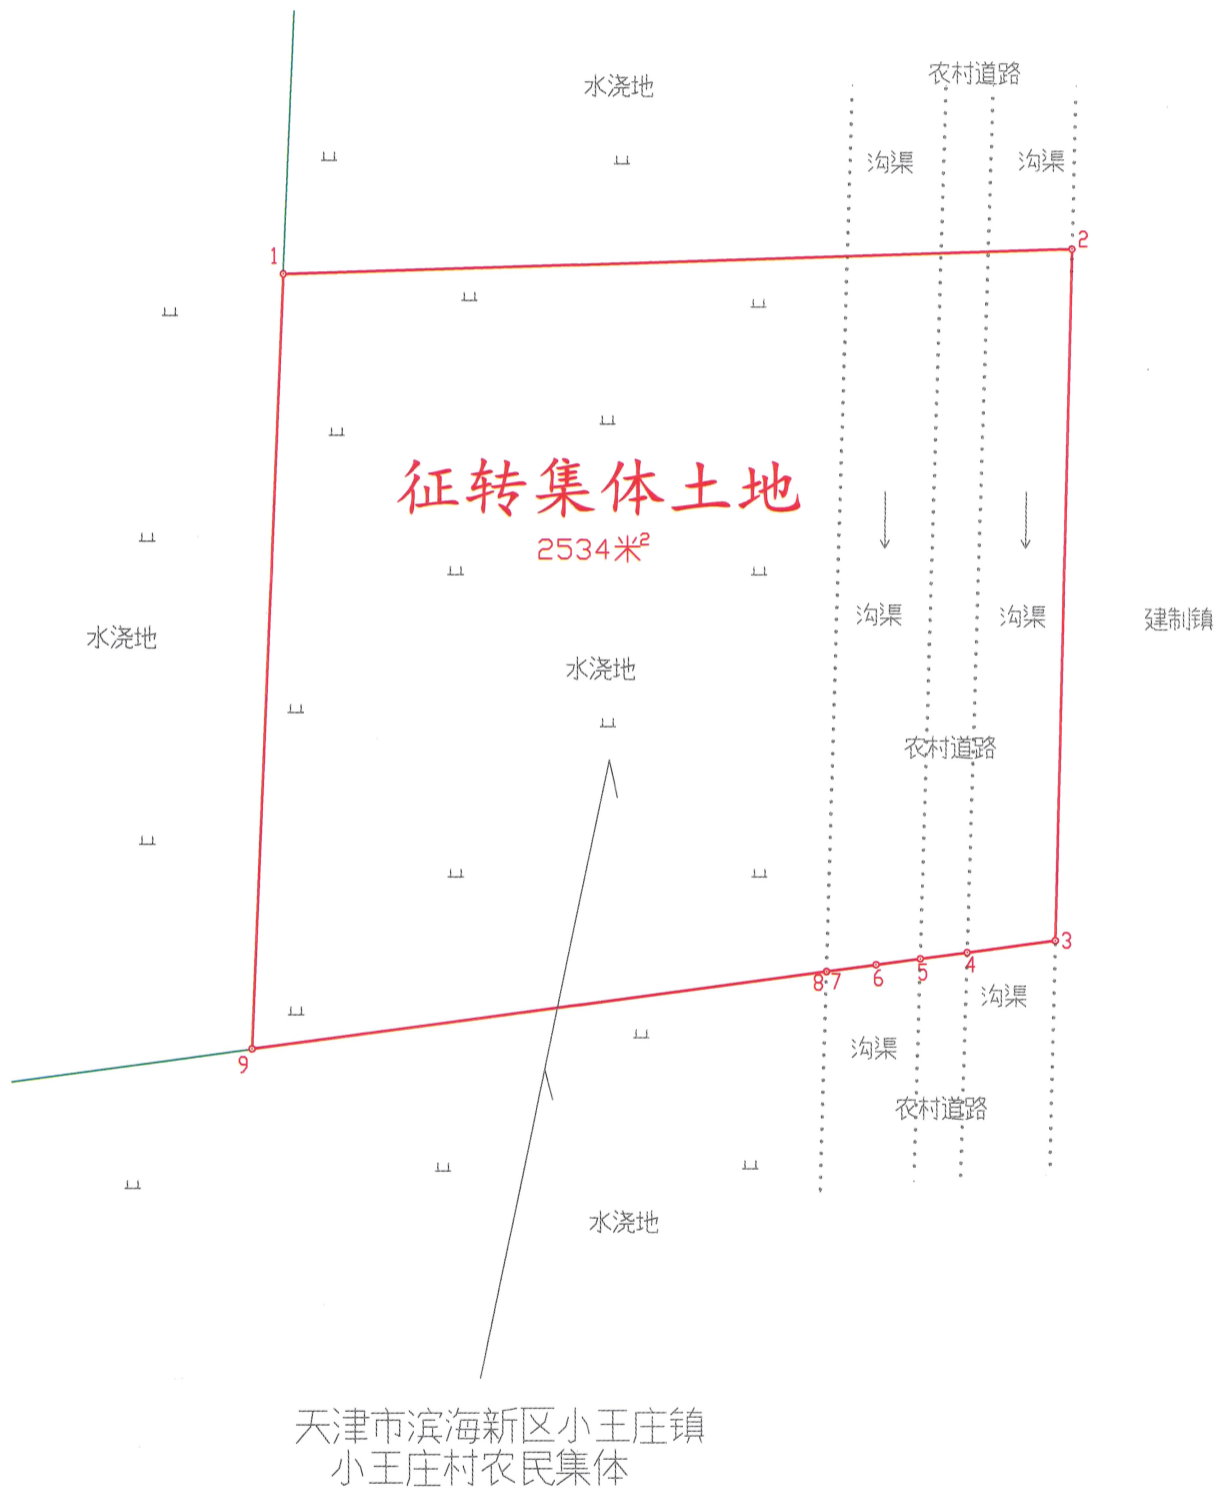 农村道路
水浇地
沟渠
沟渠
1
2
征转集体土地
2534米²
沟渠
沟渠
建制镇
水浇地
水浇地
农村道路
3
4
5
6
8 7
沟渠
沟渠
9
农村道路
水浇地
天津市滨海新区小王庄镇
小王庄村农民集体